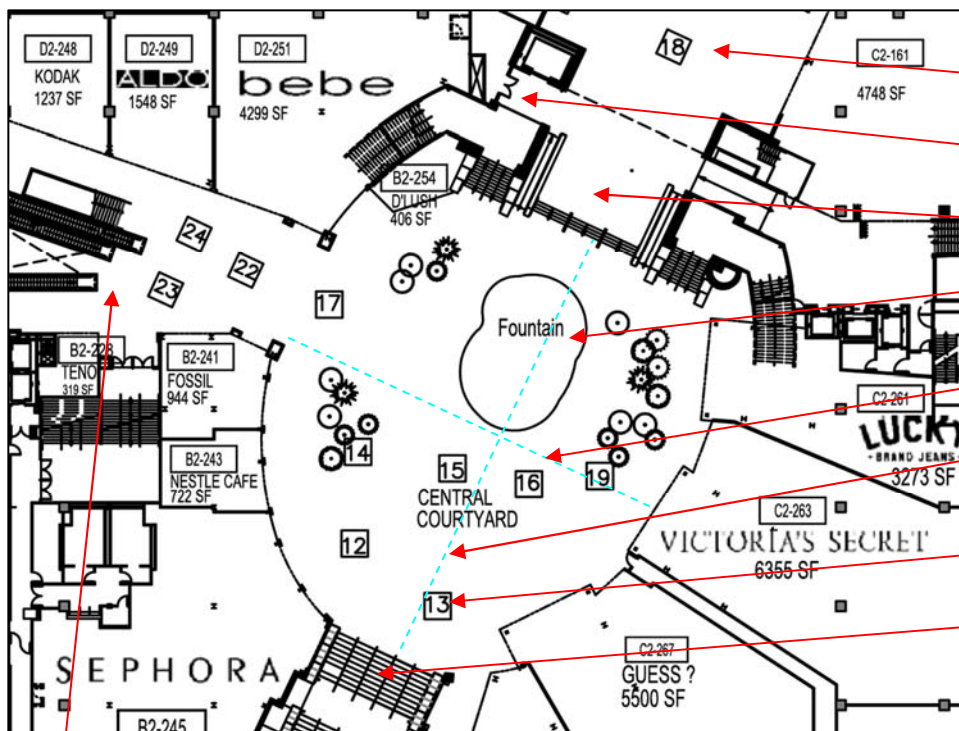 D2-248
KODAK
1237 SF
D2-249
ALDO
1548 SF
D2-251
bebe
4299 SF
18
C2-161
4748 SF
B2-254
D'LUSH
406 SF
24
22
23
17
Fountain
B2-228
TENO
319 SF
B2-241
FOSSIL
944 SF
B2-243
NESTLE CAFE
722 SF
14
15
16
19
CENTRAL
COURTYARD
12
13
C2-261
LUCKY
BRAND JEANS
3273 SF
C2-263
VICTORIA'S SECRET
6355 SF
C2-267
GUESS ?
5500 SF
SEPHORA
B2-245